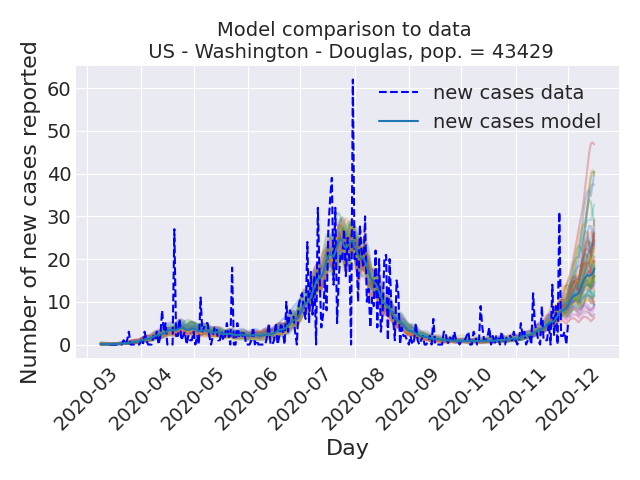 Model comparison to data
US - Washington - Douglas, pop. = 43429
Number of new cases reported
60
50
40
30
20
10
0
new cases data
new cases model
2020-03
2020-04
2020-05
2020-06
2020-07
2020-08
2020-09
2020-10
2020-11
2020-12
Day